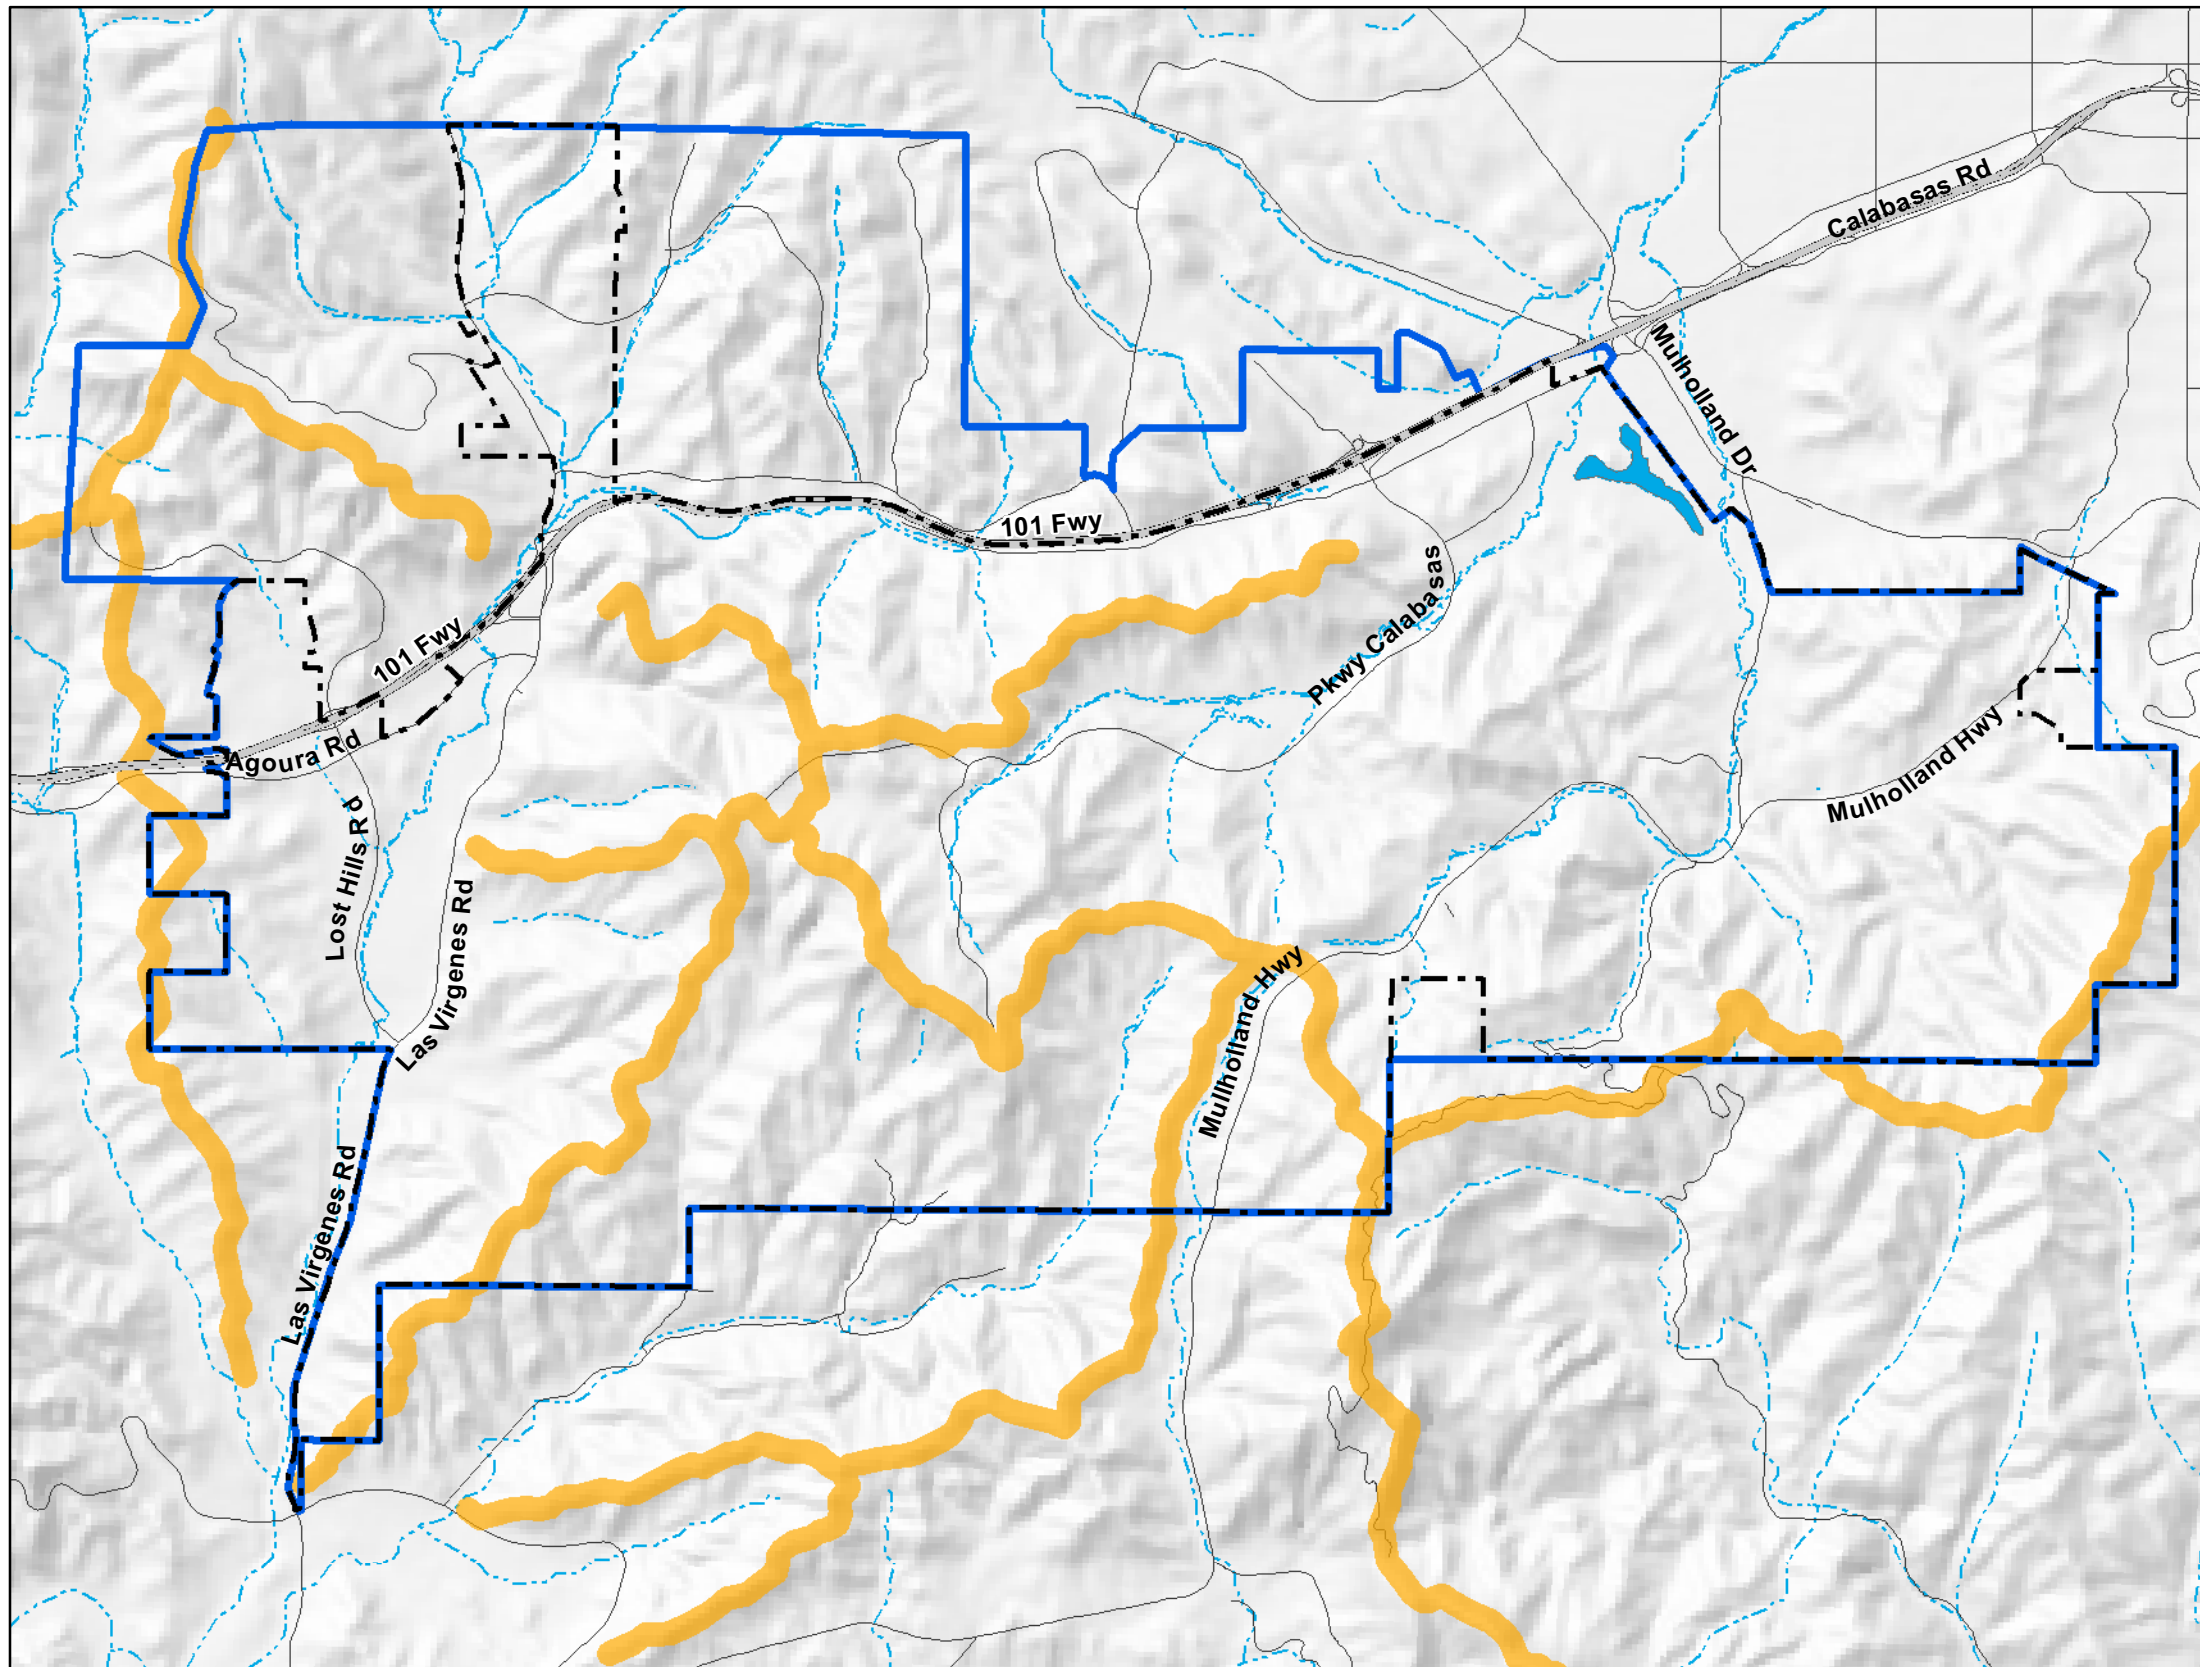 Calabasas Rd
Mulholland Dr
101 Fwy
Pkwy Calabasas
101 Fwy
Agoura Rd
Mulholland Hwy
Lost Hills Rd
Las Virgenes Rd
Mullholland Hwy
Las Virgenes Rd